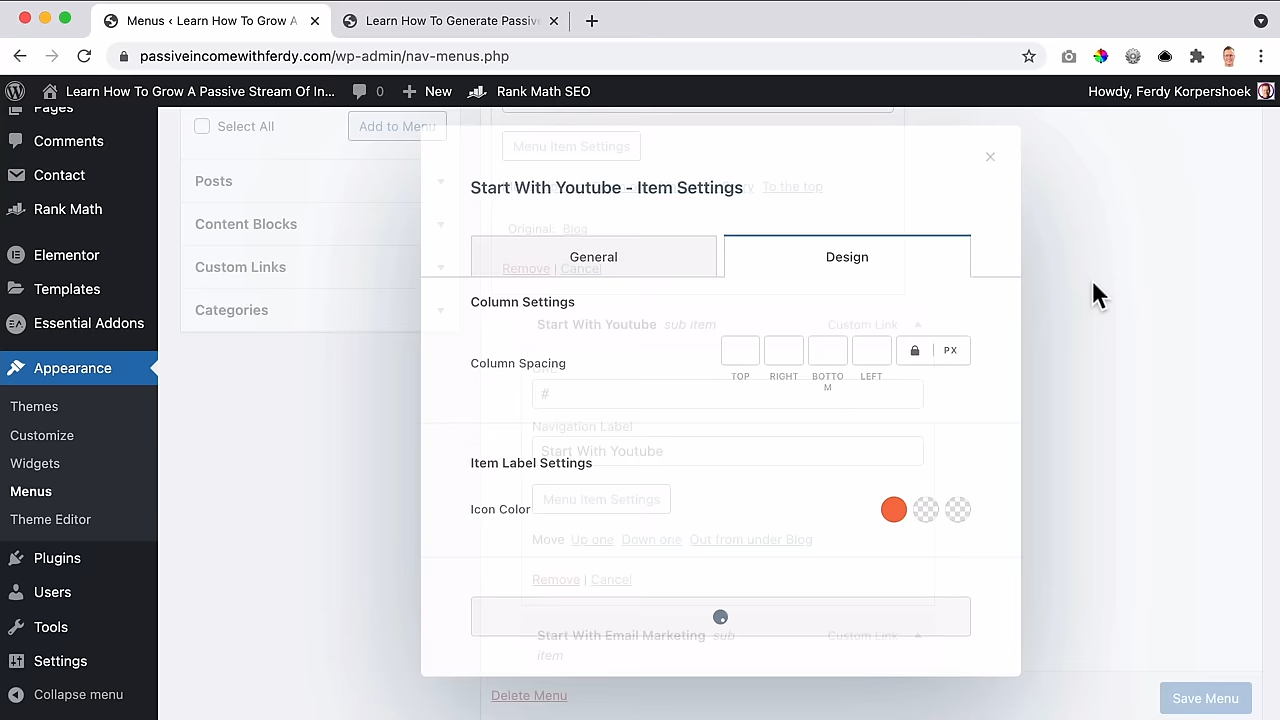 Menus ‹ Learn How To Grow A
Learn How To Generate Passive
passiveincomewithferdy.com/wp-admin/nav-menus.php
Learn How To Grow A Passive Stream Of In...
0
New
Rank Math SEO
Howdy, Ferdy Korpershoek
Pages
Comments
Contact
Rank Math
Elementor
Templates
Essential Addons
Appearance
Themes
Customize
Widgets
Menus
Theme Editor
Plugins
Users
Tools
Settings
Collapse menu
Select All
Add to Menu
Posts
Content Blocks
Custom Links
Categories
Menu Item Settings
To the top
Original: Blog
Remove | Cancel
Start With Youtube sub item
Custom Link
#
Navigation Label
Start With Youtube
Menu Item Settings
Move Up one Down one Out from under Blog
Remove | Cancel
Start With Email Marketing sub
item
Custom Link
Delete Menu
Save Menu
Start With Youtube - Item Settings
General
Design
Column Settings
Column Spacing
PX
TOP
RIGHT
BOTTO
M
LEFT
Item Label Settings
Icon Color